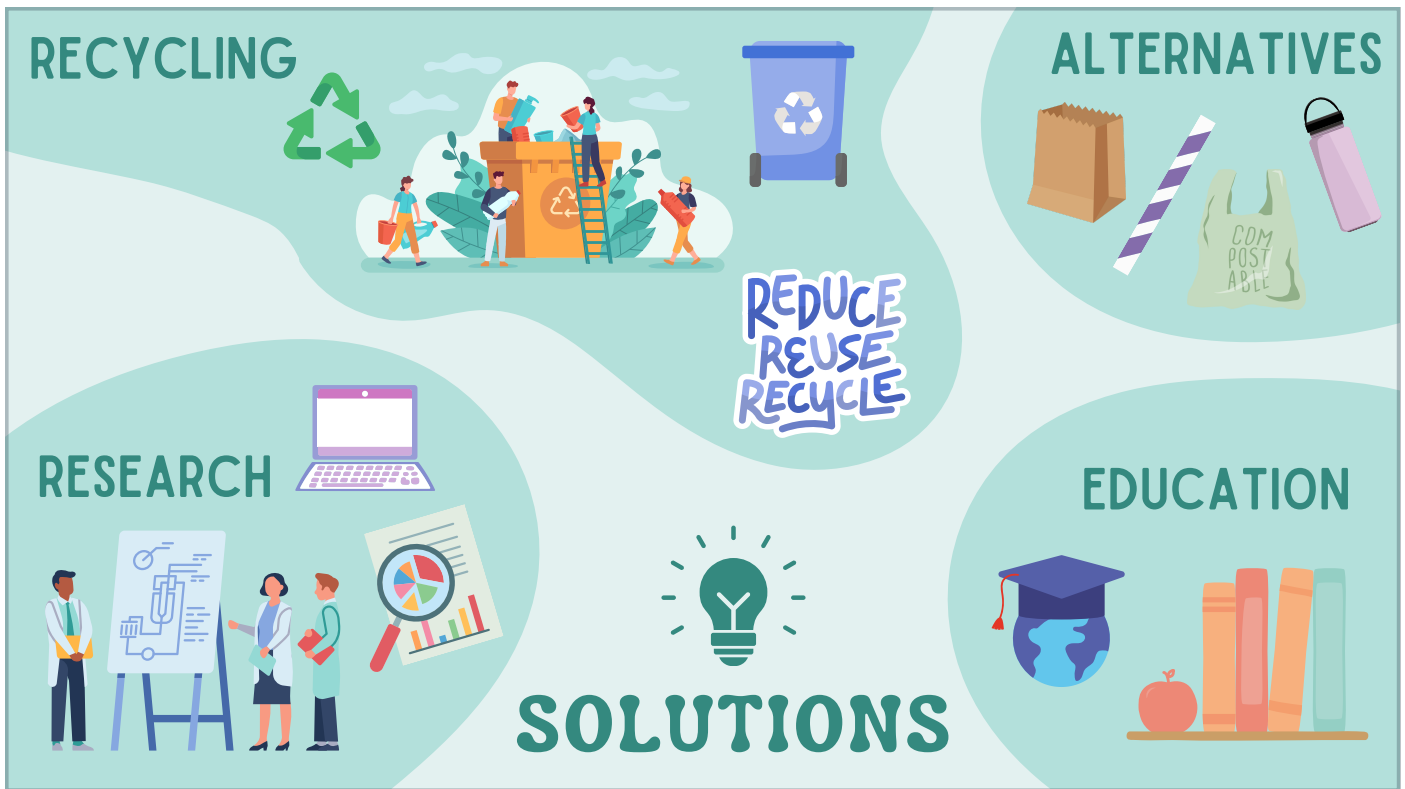 RECYCLING
ALTERNATIVES
COM
POST
ABLE
REDUCE
REUSE
RECYCLE
RESEARCH
EDUCATION
SOLUTIONS